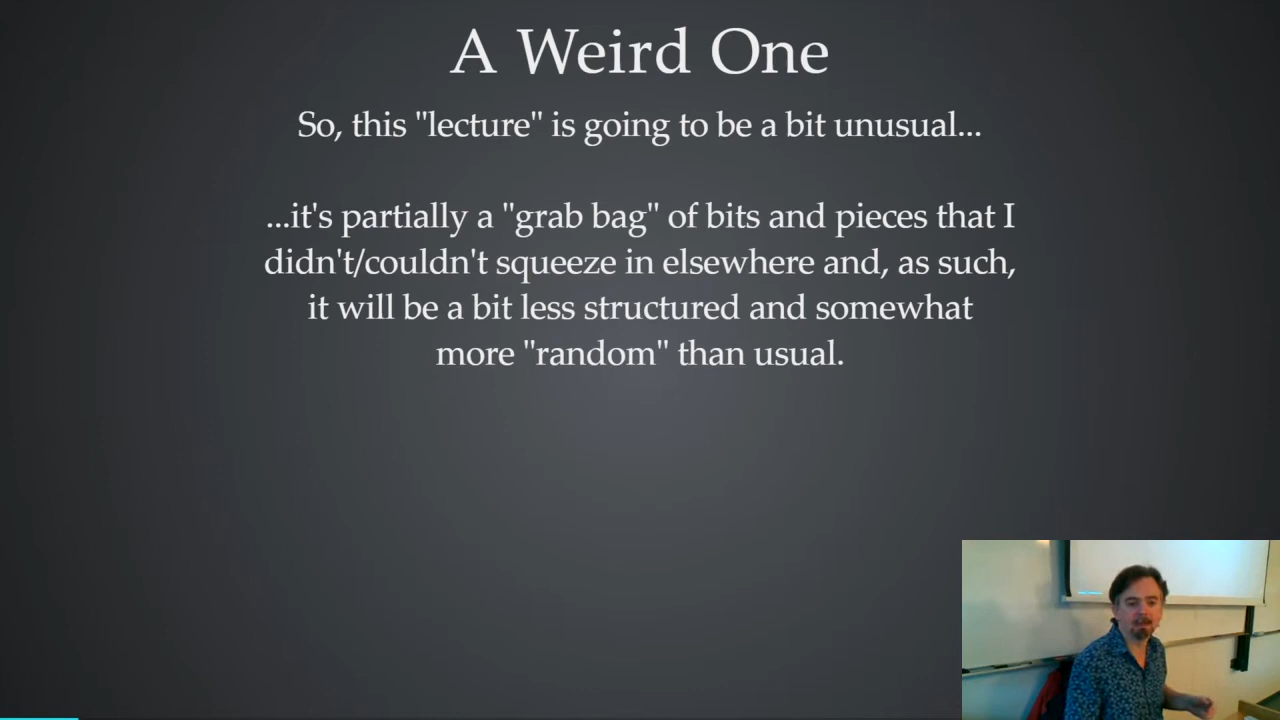 A Weird One
So, this "lecture" is going to be a bit unusual...
...it's partially a "grab bag" of bits and pieces that I
didn't/couldn't squeeze in elsewhere and, as such,
it will be a bit less structured and somewhat
more "random" than usual.